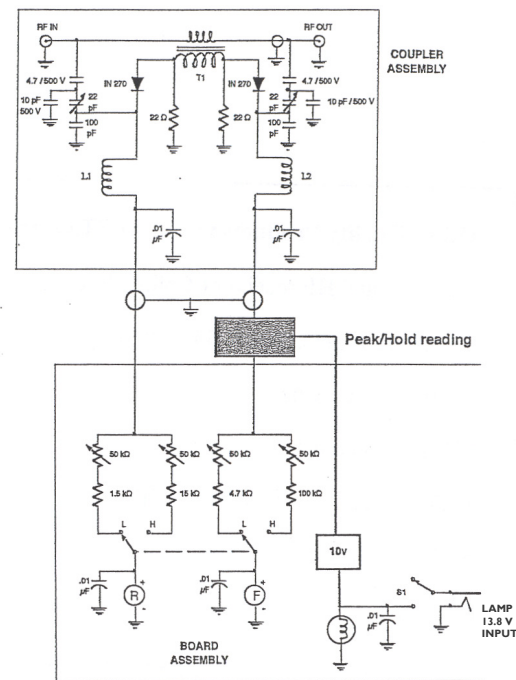 RF IN
RF OUT
COUPLER
ASSEMBLY
4.7 / 500 V
T1
4.7 / 500 V
IN 270
IN 270
10 pF
500 V
22
pF
22
pF
10 pF / 500 V
100
pF
22 Ω
22 Ω
100
pF
L1
L2
.01
μF
.01
μF
Peak/Hold reading
50 kΩ
50 kΩ
50 kΩ
50 kΩ
1.5 kΩ
15 kΩ
4.7 kΩ
100 kΩ
L
H
L
H
10v
.01
μF
+
R
-
.01
μF
+
F
-
S1
.01
μF
LAMP
13.8 V
INPUT
BOARD
ASSEMBLY